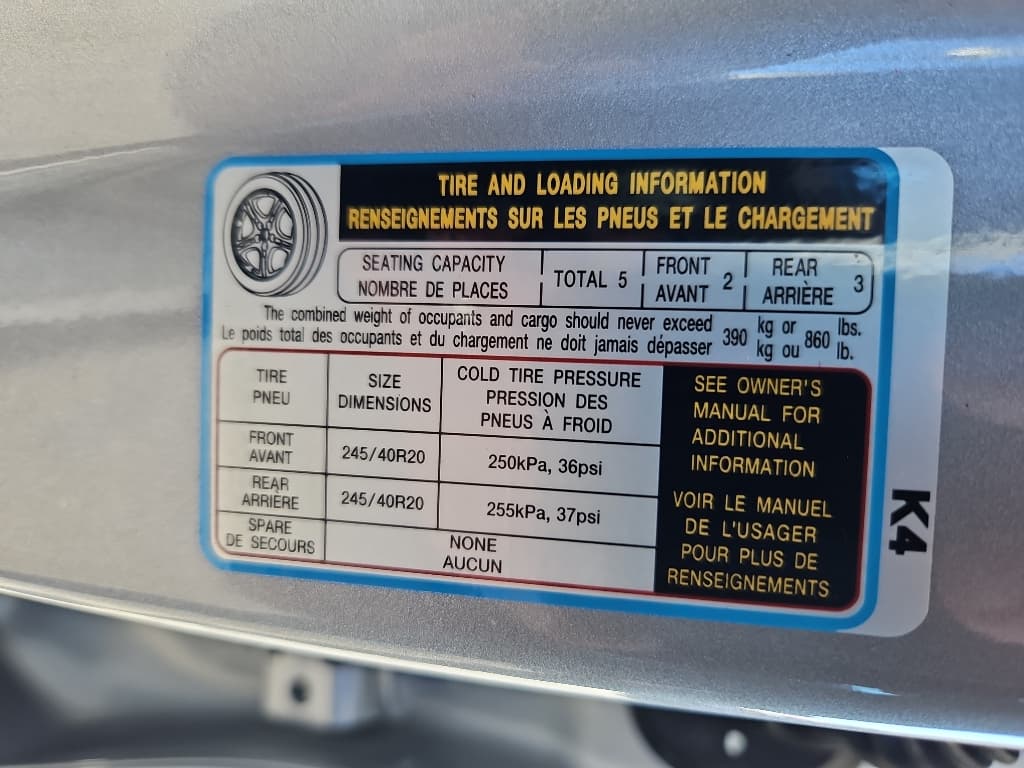 TIRE AND LOADING INFORMATION
RENSEIGNEMENTS SUR LES PNEUS ET LE CHARGEMENT
SEATING CAPACITY
NOMBRE DE PLACES
TOTAL 5
FRONT
AVANT
2
REAR
ARRIÈRE
3
The combined weight of occupants and cargo should never exceed
Le poids total des occupants et du chargement ne doit jamais dépasser
390
kg or
kg ou
860
lbs.
lb.
TIRE
PNEU
SIZE
DIMENSIONS
COLD TIRE PRESSURE
PRESSION DES
PNEUS À FROID
FRONT
AVANT
245/40R20
250kPa, 36psi
REAR
ARRIERE
245/40R20
255kPa, 37psi
SPARE
DE SECOURS
NONE
AUCUN
SEE OWNER'S
MANUAL FOR
ADDITIONAL
INFORMATION
VOIR LE MANUEL
DE L'USAGER
POUR PLUS DE
RENSEIGNEMENTS
K4